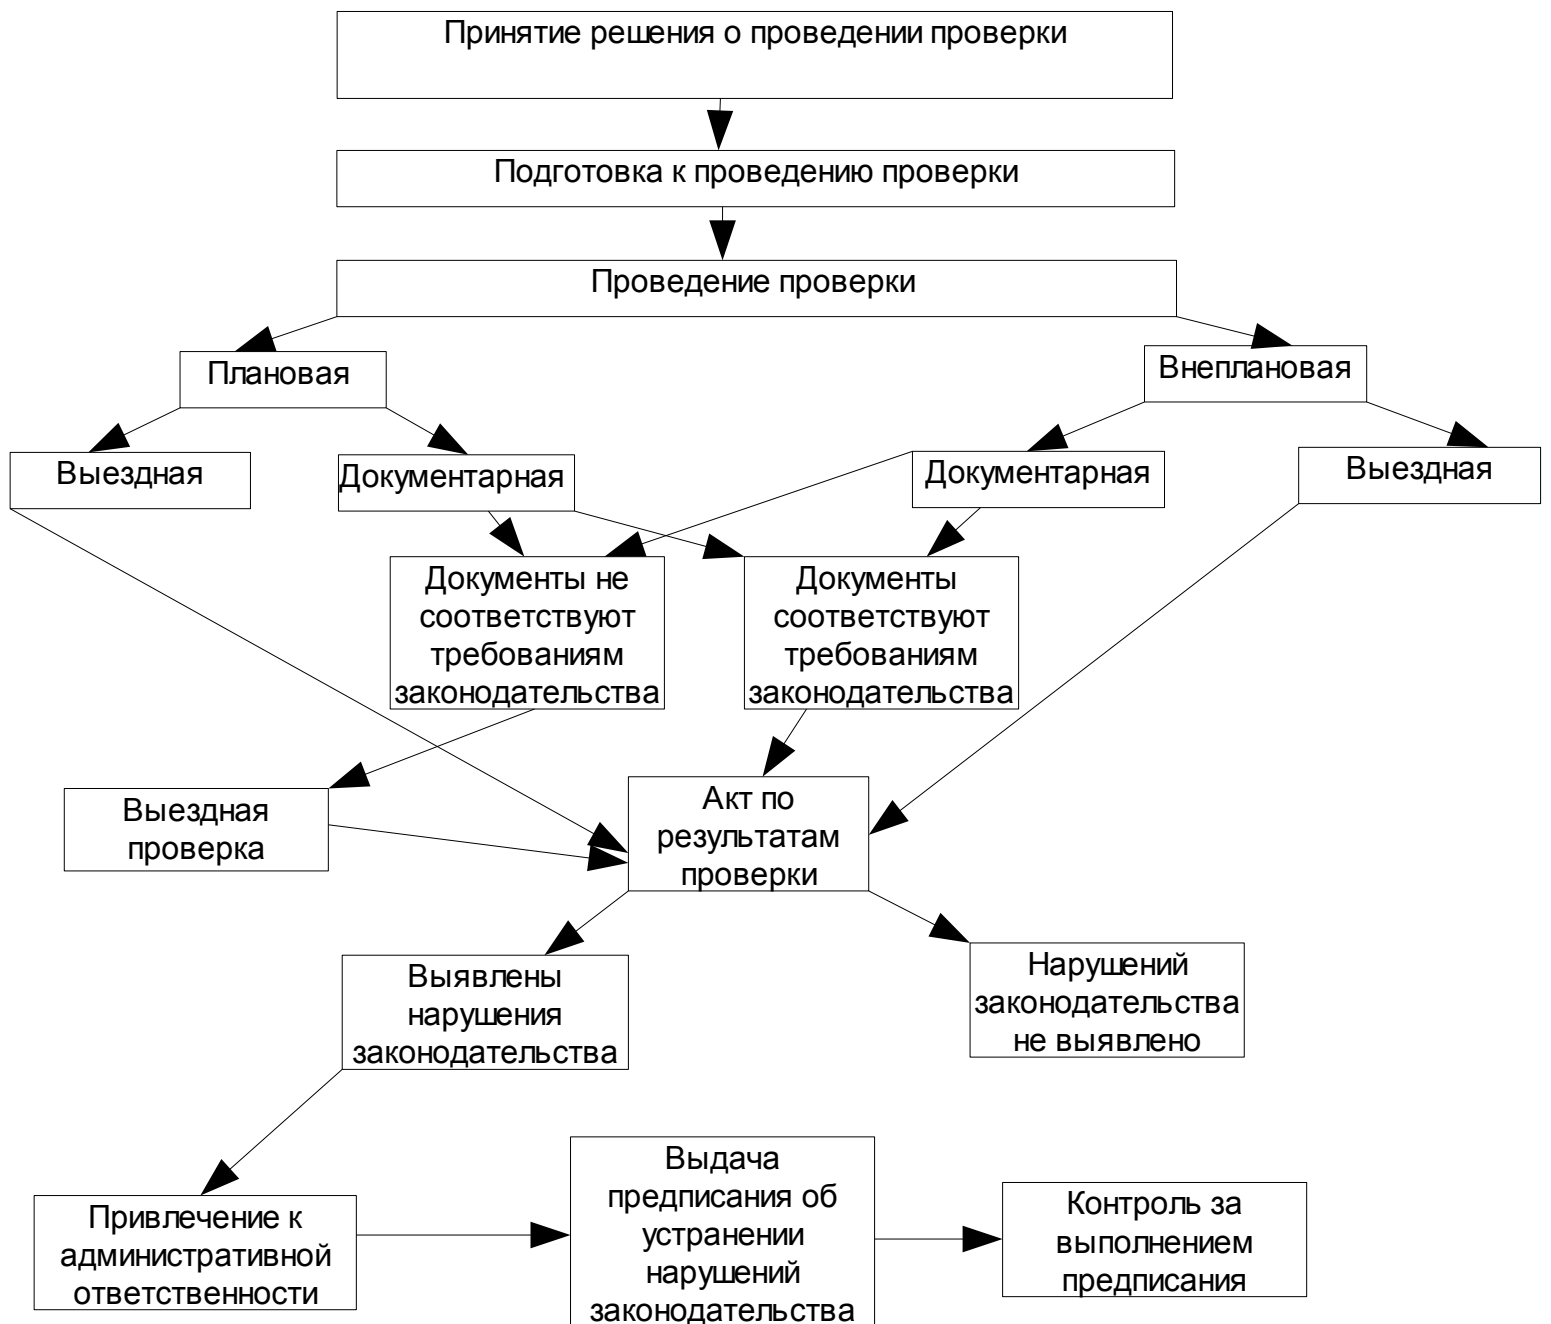 Принятие решения о проведении проверки
Подготовка к проведению проверки
Проведение проверки
Плановая
Внеплановая
Выездная
Документарная
Документарная
Выездная
Документы не
соответствуют
требованиям
законодательства
Документы
соответствуют
требованиям
законодательства
Выездная
проверка
Акт по
результатам
проверки
Выявлены
нарушения
законодательства
Нарушений
законодательства
не выявлено
Привлечение к
административной
ответственности
Выдача
предписания об
устранении
нарушений
законодательства
Контроль за
выполнением
предписания